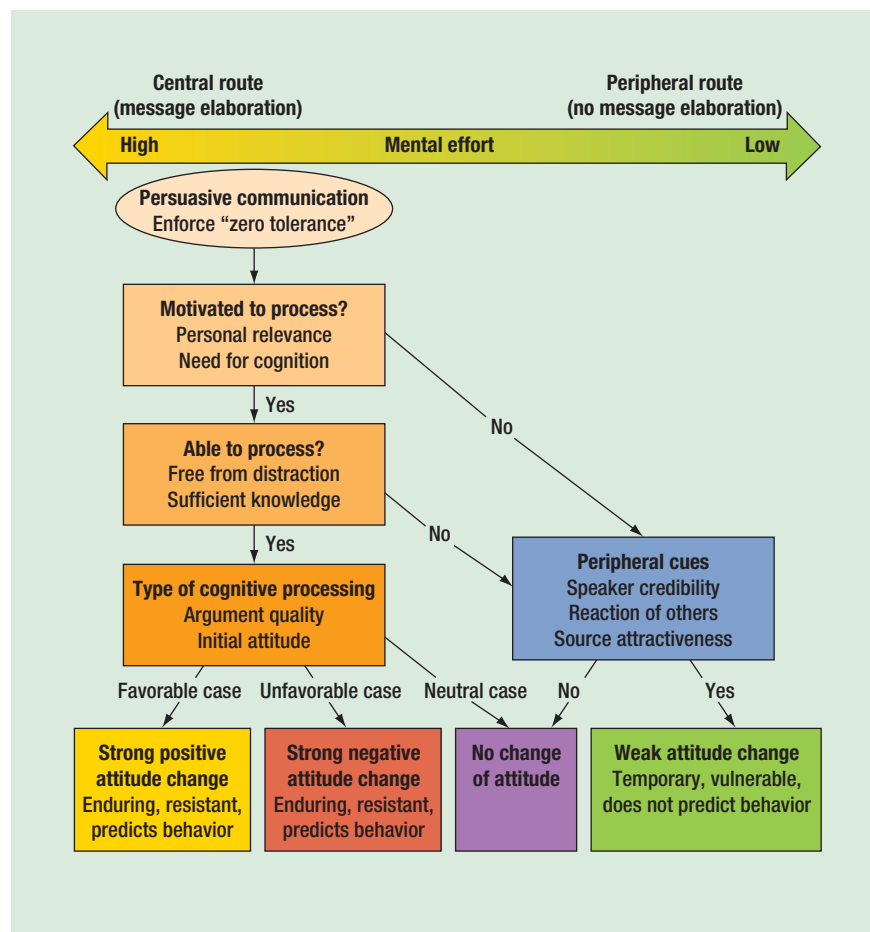 Central route
(message elaboration)
Peripheral route
(no message elaboration)
High
Mental effort
Low
Persuasive communication
Enforce “zero tolerance”
Motivated to process?
Personal relevance
Need for cognition
Yes
No
Able to process?
Free from distraction
Sufficient knowledge
Yes
No
Type of cognitive processing
Argument quality
Initial attitude
Peripheral cues
Speaker credibility
Reaction of others
Source attractiveness
Favorable case
Unfavorable case
Neutral case
No
Yes
Strong positive
attitude change
Enduring, resistant,
predicts behavior
Strong negative
attitude change
Enduring, resistant,
predicts behavior
No change
of attitude
Weak attitude change
Temporary, vulnerable,
does not predict behavior